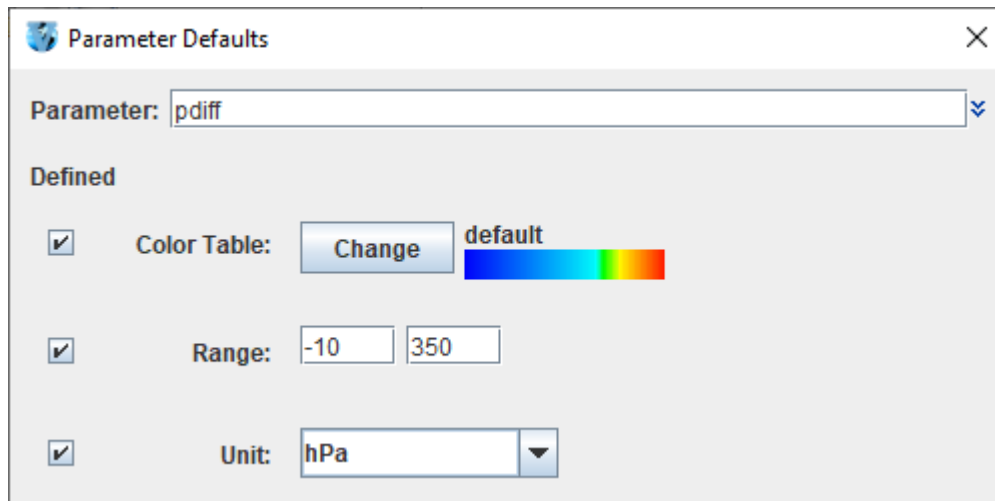 Parameter Defaults
Parameter: pdiff
Defined
Color Table: Change default
Range: -10 350
Unit: hPa